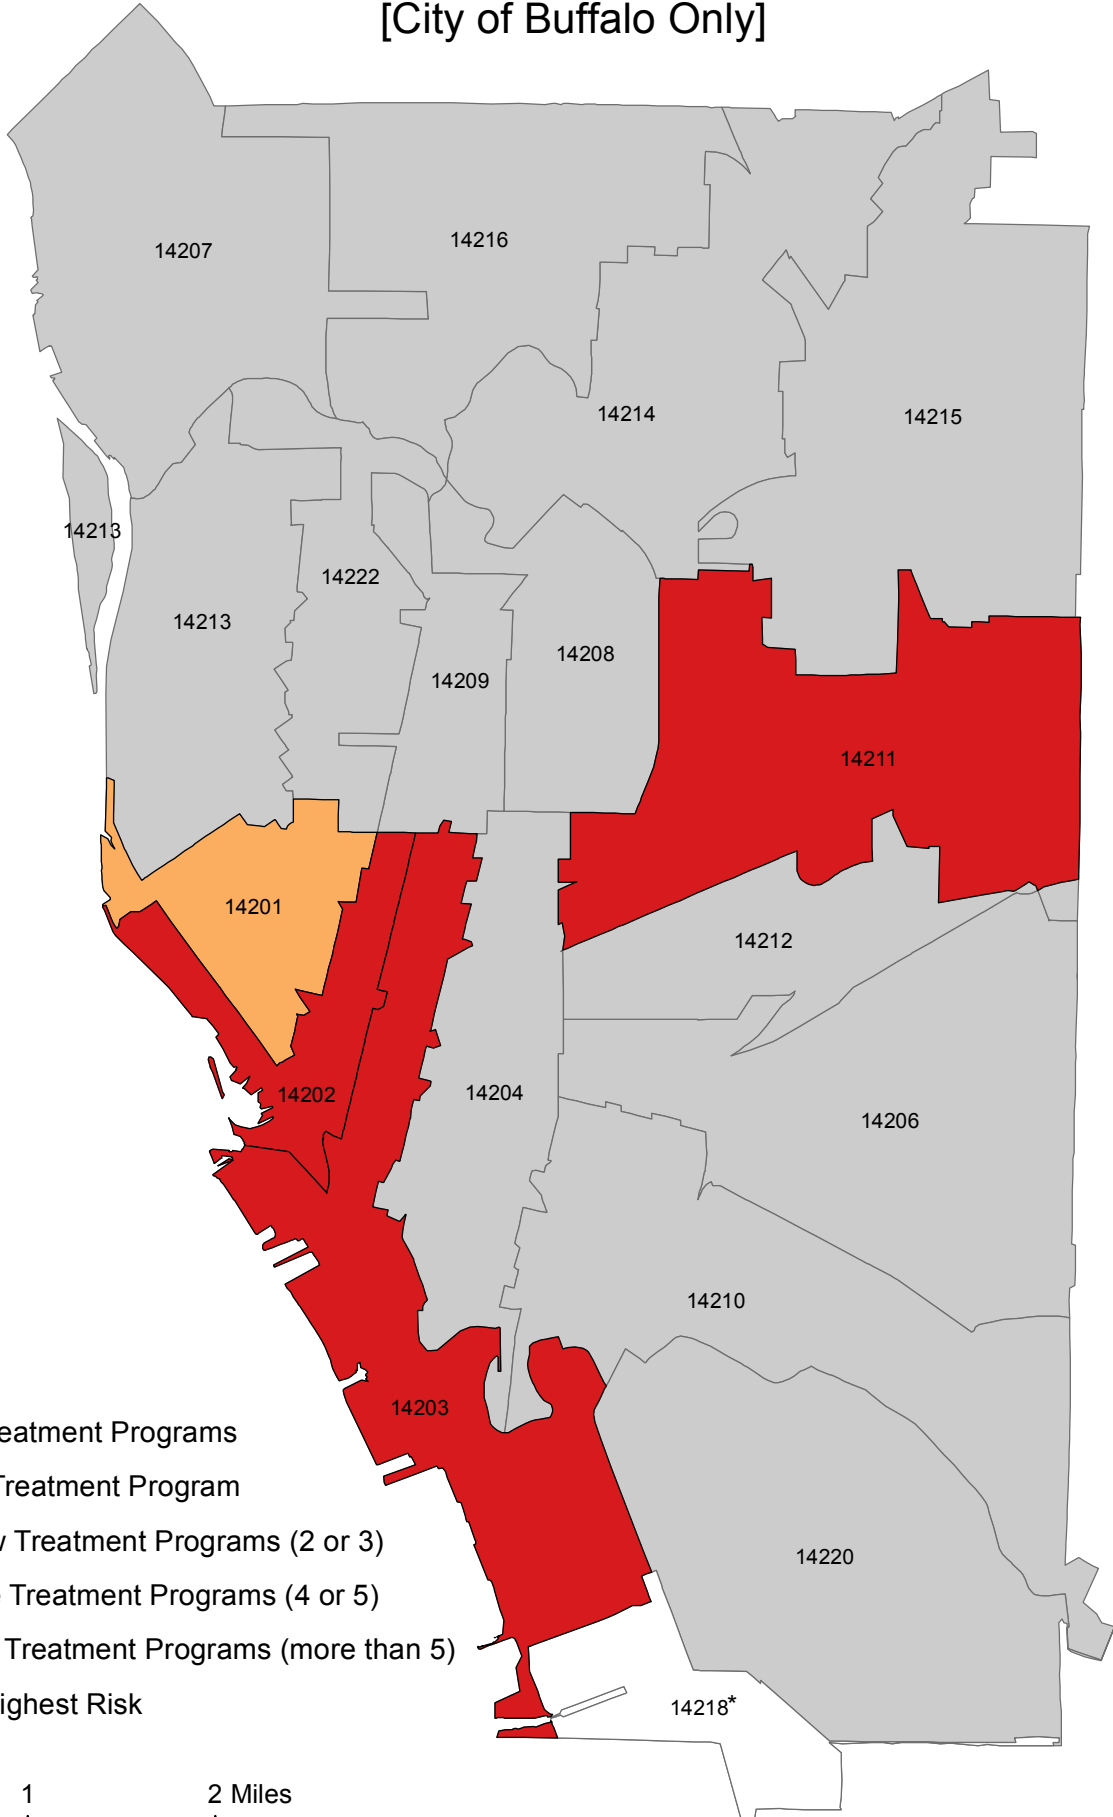 [City of Buffalo Only]
14207
14216
14214
14215
14213
14222
14213
14208
14209
14211
14201
14212
14202
14204
14206
14210
14203
eatment Programs
Treatment Program
Treatment Programs (2 or 3)
Treatment Programs (4 or 5)
14220
Treatment Programs (more than 5)
ighest Risk
14218*
1 2 Miles